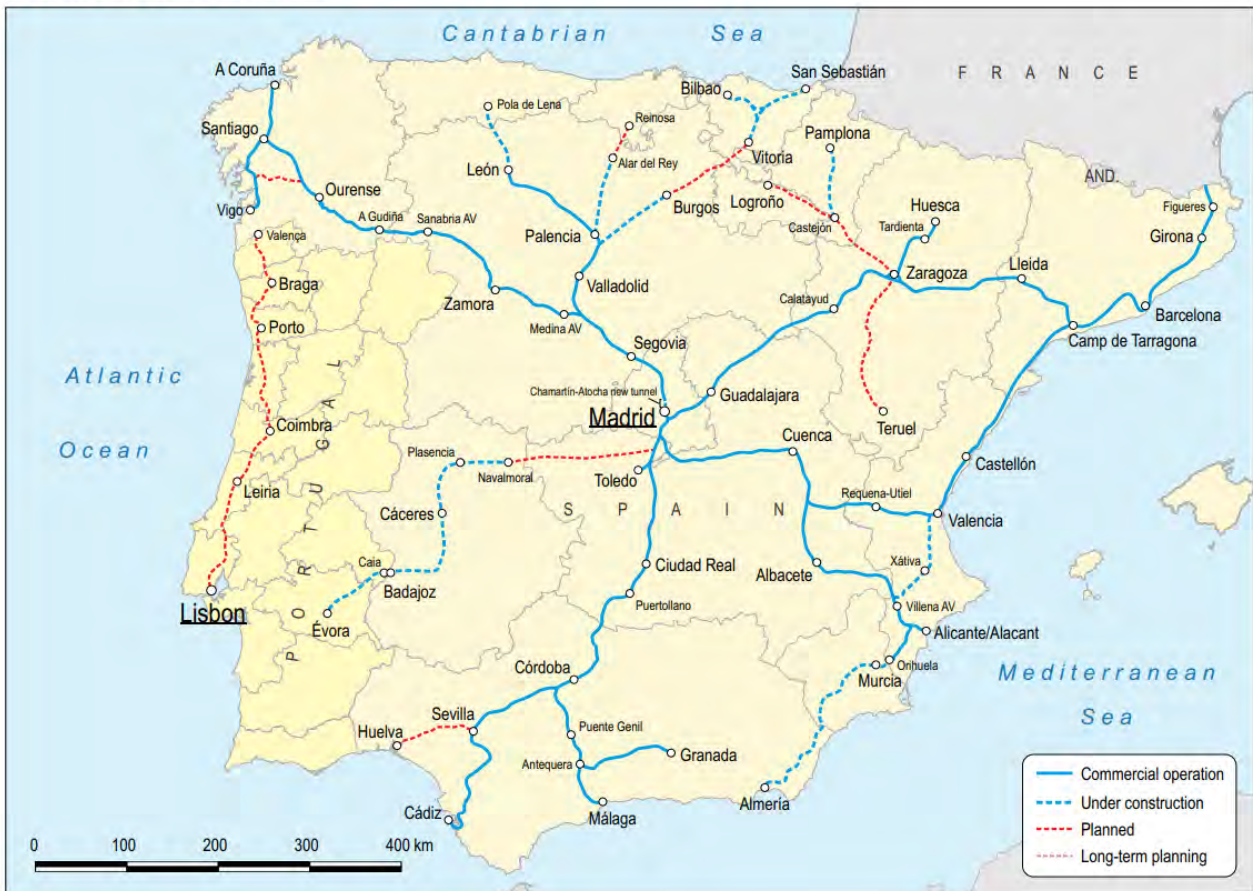 Cantabrian Sea
A Coruña
San Sebastián
FRANCE
Bilbao
Pola de Lena
Reinosa
Santiago
Pamplona
Vitoria
Alar del Rey
León
AND.
Ourense
Logroño
Burgos
Huesca
Figueres
Vigo
A Gudiña
Sanabria AV
Castejón
Tardienta
Valença
Palencia
Girona
Zaragoza
Lleida
Braga
Valladolid
Zamora
Calatayud
Barcelona
Porto
Medina AV
Camp de Tarragona
Segovia
Atlantic
Ocean
Chamartín-Atocha new tunnel
Guadalajara
Madrid
Teruel
Coimbra
Cuenca
Plasencia
Navalmoral
Castellón
Toledo
Leiria
Requena-Utiel
PORTUGAL
SPAIN
Cáceres
Valencia
Caia
Badajoz
Ciudad Real
Albacete
Xátiva
Lisbon
Puertollano
Villena AV
Évora
Alicante/Alacant
Orihuela
Murcia
Mediterranean
Sea
Córdoba
Sevilla
Huelva
Puente Genil
Granada
Antequera
Almería
Cádiz
Málaga
Commercial operation
Under construction
Planned
Long-term planning
0 100 200 300 400 km